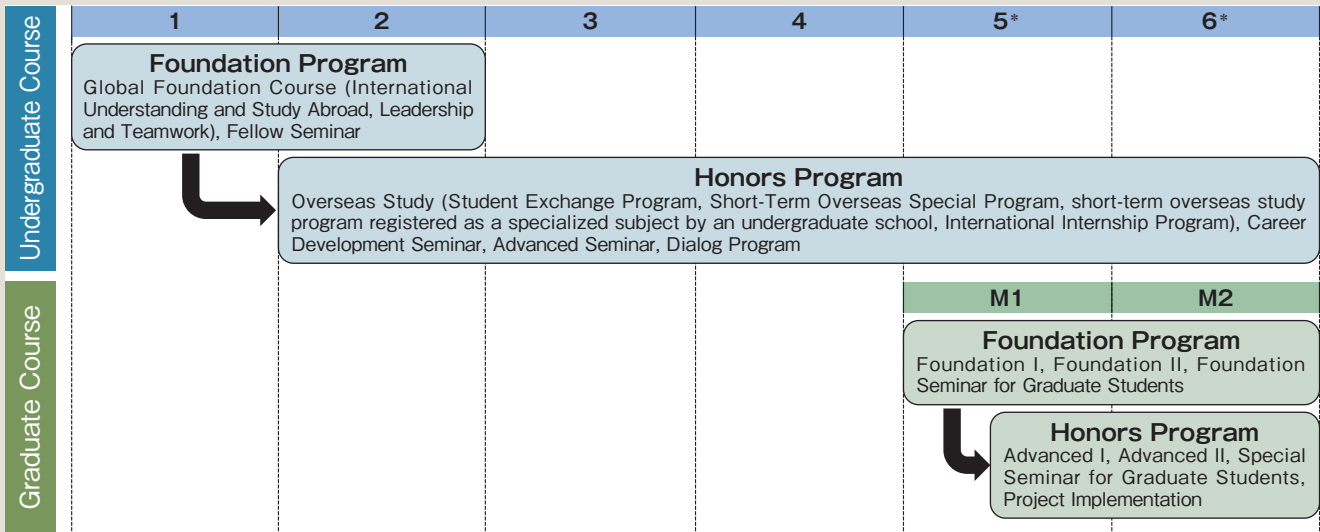 Undergraduate Course
1 2 3 4 5* 6*
Foundation Program
Global Foundation Course (International
Understanding and Study Abroad, Leadership
and Teamwork), Fellow Seminar
Honors Program
Overseas Study (Student Exchange Program, Short-Term Overseas Special Program, short-term overseas study
program registered as a specialized subject by an undergraduate school, International Internship Program), Career
Development Seminar, Advanced Seminar, Dialog Program
Graduate Course
M1 M2
Foundation Program
Foundation I, Foundation II, Foundation
Seminar for Graduate Students
Honors Program
Advanced I, Advanced II, Special
Seminar for Graduate Students,
Project Implementation